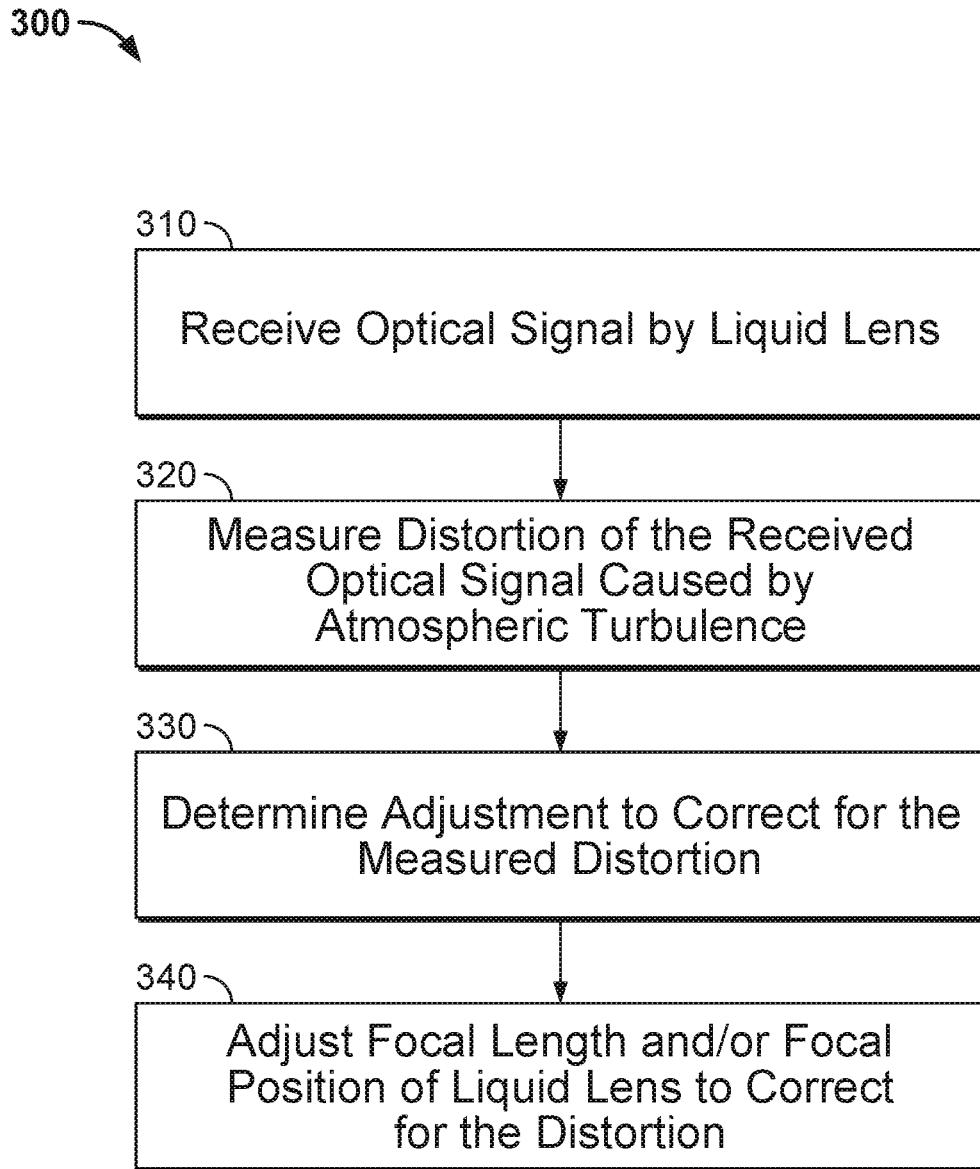 300
310
Receive Optical Signal by Liquid Lens
320
Measure Distortion of the Received
Optical Signal Caused by
Atmospheric Turbulence
330
Determine Adjustment to Correct for the
Measured Distortion
340
Adjust Focal Length and/or Focal
Position of Liquid Lens to Correct
for the Distortion